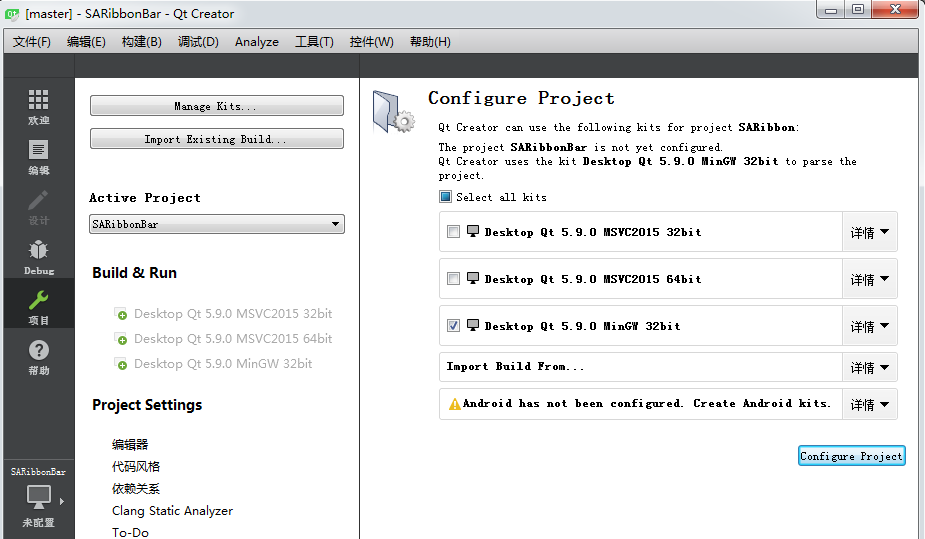 [master] - SARibbonBar - Qt Creator
文件(F) 编辑(E) 构建(B) 调试(D) Analyze 工具(T) 控件(W) 帮助(H)
欢迎
编辑
设计
Debug
项目
帮助
SARibbonBar
未配置
Manage Kits...
Import Existing Build...
Active Project
SARibbonBar
Build & Run
Desktop Qt 5.9.0 MSVC2015 32bit
Desktop Qt 5.9.0 MSVC2015 64bit
Desktop Qt 5.9.0 MinGW 32bit
Project Settings
编辑器
代码风格
依赖关系
Clang Static Analyzer
To-Do
Configure Project
Qt Creator can use the following kits for project SARibbon:
The project SARibbonBar is not yet configured.
Qt Creator uses the kit Desktop Qt 5.9.0 MinGW 32bit to parse the
project.
Select all kits
Desktop Qt 5.9.0 MSVC2015 32bit 详情
Desktop Qt 5.9.0 MSVC2015 64bit 详情
Desktop Qt 5.9.0 MinGW 32bit 详情
Import Build From... 详情
Android has not been configured. Create Android kits. 详情
Configure Project